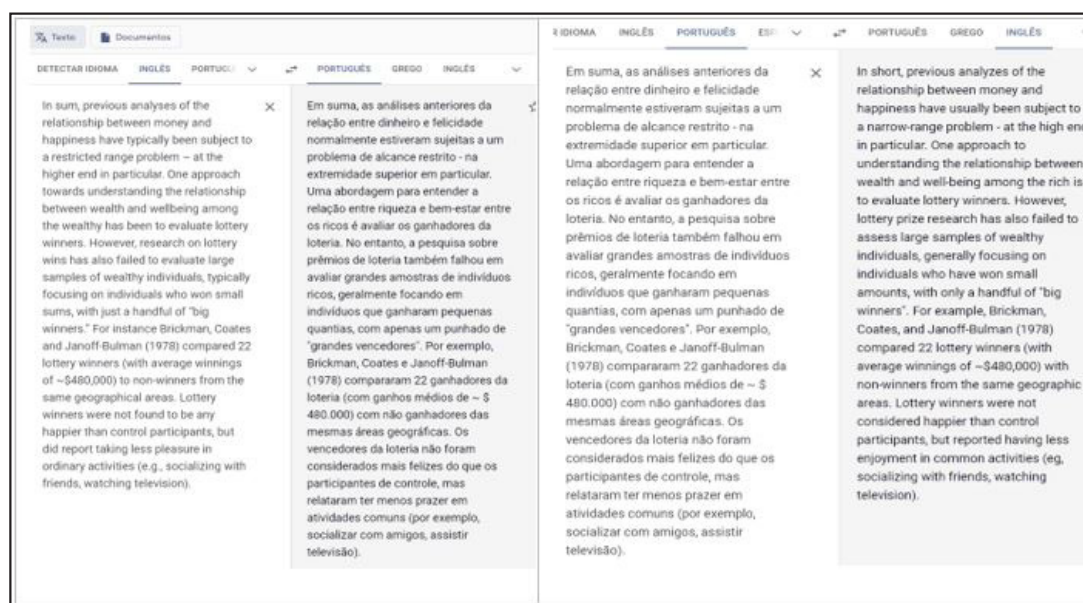 Texto
Documentos
DETECTAR IDIOMA
INGLÊS
PORTUGU
PORTUGUÊS
GREGO
INGLÊS
In sum, previous analyses of the
relationship between money and
happiness have typically been subject to
a restricted range problem – at the
higher end in particular. One approach
towards understanding the relationship
between wealth and wellbeing among
the wealthy has been to evaluate lottery
winners. However, research on lottery
wins has also failed to evaluate large
samples of wealthy individuals, typically
focusing on individuals who won small
sums, with just a handful of "big
winners." For instance Brickman, Coates
and Janoff-Bulman (1978) compared 22
lottery winners (with average winnings
of ~$480,000) to non-winners from the
same geographical areas. Lottery
winners were not found to be any
happier than control participants, but
did report taking less pleasure in
ordinary activities (e.g., socializing with
friends, watching television).
Em suma, as análises anteriores da
relação entre dinheiro e felicidade
normalmente estiveram sujeitas a um
problema de alcance restrito - na
extremidade superior em particular.
Uma abordagem para entender a
relação entre riqueza e bem-estar entre
os ricos é avaliar os ganhadores da
loteria. No entanto, a pesquisa sobre
prêmios de loteria também falhou em
avaliar grandes amostras de indivíduos
ricos, geralmente focando em
indivíduos que ganharam pequenas
quantias, com apenas um punhado de
"grandes vencedores". Por exemplo,
Brickman, Coates e Janoff-Bulman
(1978) compararam 22 ganhadores da
loteria (com ganhos médios de ~ $
480.000) com não ganhadores das
mesmas áreas geográficas. Os
vencedores da loteria não foram
considerados mais felizes do que os
participantes de controle, mas
relataram ter menos prazer em
atividades comuns (por exemplo,
socializar com amigos, assistir
televisão).
R IDIOMA
INGLÊS
PORTUGUÊS
ESP
PORTUGUÊS
GREGO
INGLÊS
Em suma, as análises anteriores da
relação entre dinheiro e felicidade
normalmente estiveram sujeitas a um
problema de alcance restrito - na
extremidade superior em particular.
Uma abordagem para entender a
relação entre riqueza e bem-estar entre
os ricos é avaliar os ganhadores da
loteria. No entanto, a pesquisa sobre
prêmios de loteria também falhou em
avaliar grandes amostras de indivíduos
ricos, geralmente focando em
indivíduos que ganharam pequenas
quantias, com apenas um punhado de
"grandes vencedores". Por exemplo,
Brickman, Coates e Janoff-Bulman
(1978) compararam 22 ganhadores da
loteria (com ganhos médios de ~ $
480.000) com não ganhadores das
mesmas áreas geográficas. Os
vencedores da loteria não foram
considerados mais felizes do que os
participantes de controle, mas
relataram ter menos prazer em
atividades comuns (por exemplo,
socializar com amigos, assistir
televisão).
In short, previous analyzes of the
relationship between money and
happiness have usually been subject to
a narrow-range problem - at the high end
in particular. One approach to
understanding the relationship between
wealth and well-being among the rich is
to evaluate lottery winners. However,
lottery prize research has also failed to
assess large samples of wealthy
individuals, generally focusing on
individuals who have won small
amounts, with only a handful of "big
winners". For example, Brickman,
Coates, and Janoff-Bulman (1978)
compared 22 lottery winners (with
average winnings of ~$480,000) with
non-winners from the same geographic
areas. Lottery winners were not
considered happier than control
participants, but reported having less
enjoyment in common activities (eg,
socializing with friends, watching
television).